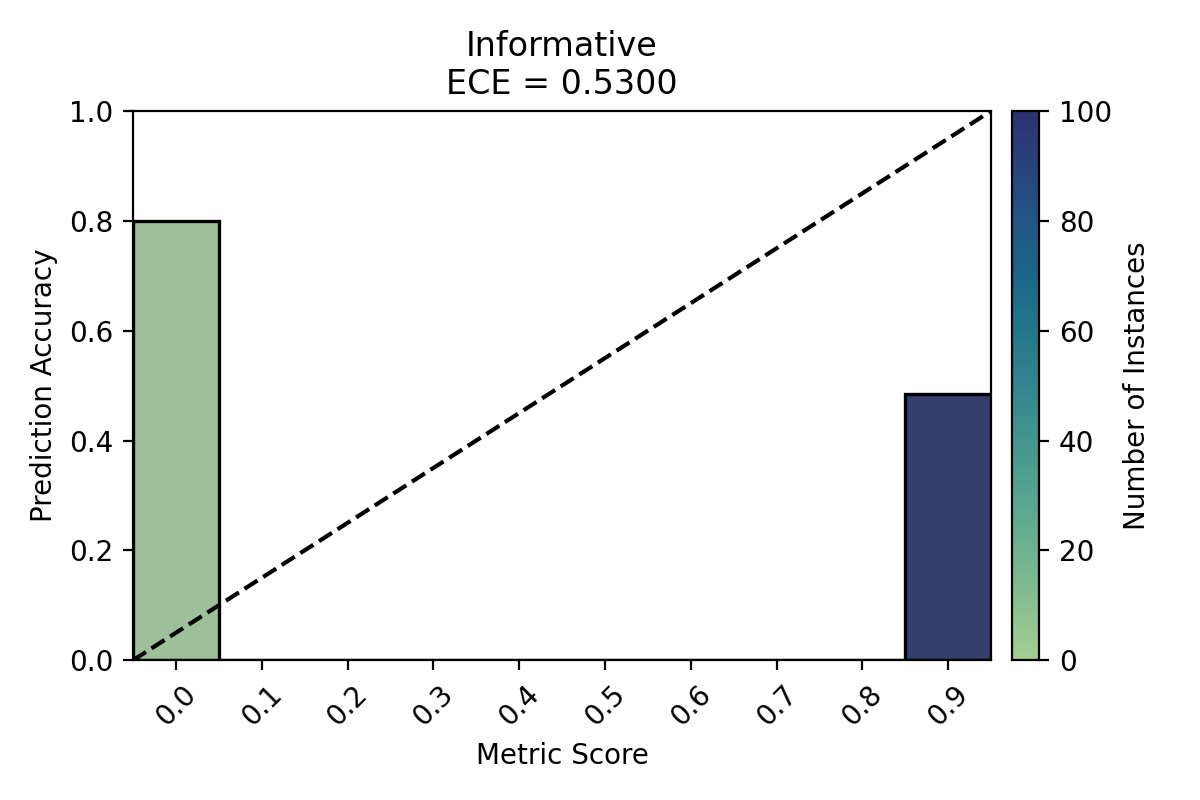 Informative
ECE = 0.5300
Prediction Accuracy
1.0
0.8
0.6
0.4
0.2
0.0
0.0 0.1 0.2 0.3 0.4 0.5 0.6 0.7 0.8 0.9
Metric Score
100
80
60
40
20
0
Number of Instances